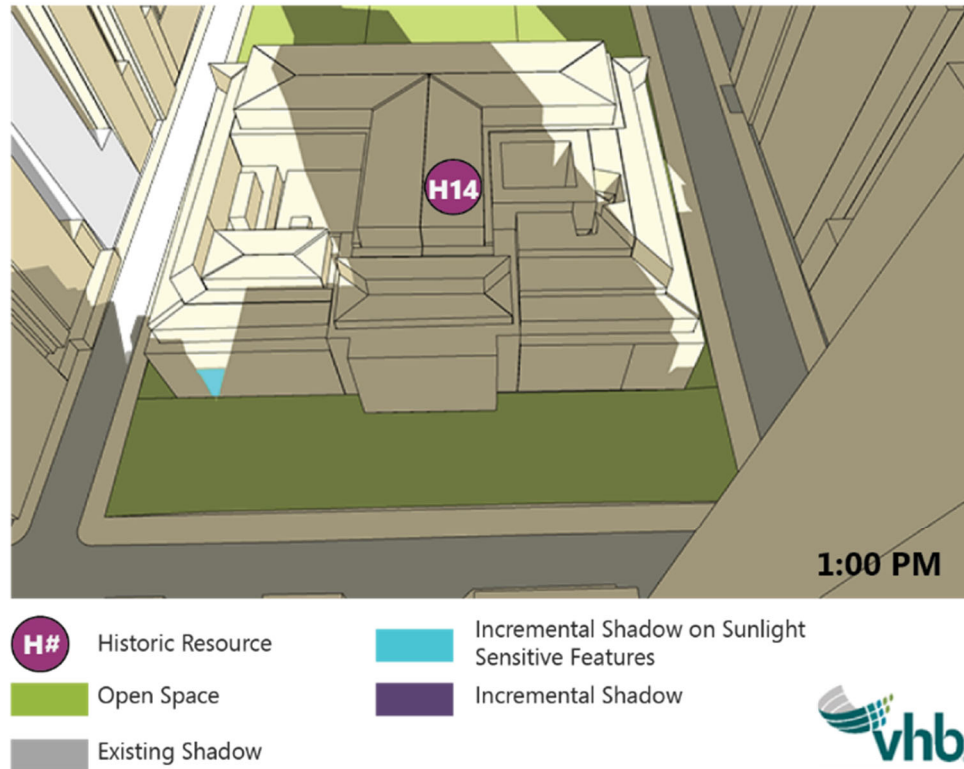 H14
1:00 PM
H# Historic Resource
Incremental Shadow on Sunlight
Sensitive Features
Open Space
Incremental Shadow
Existing Shadow
vhb